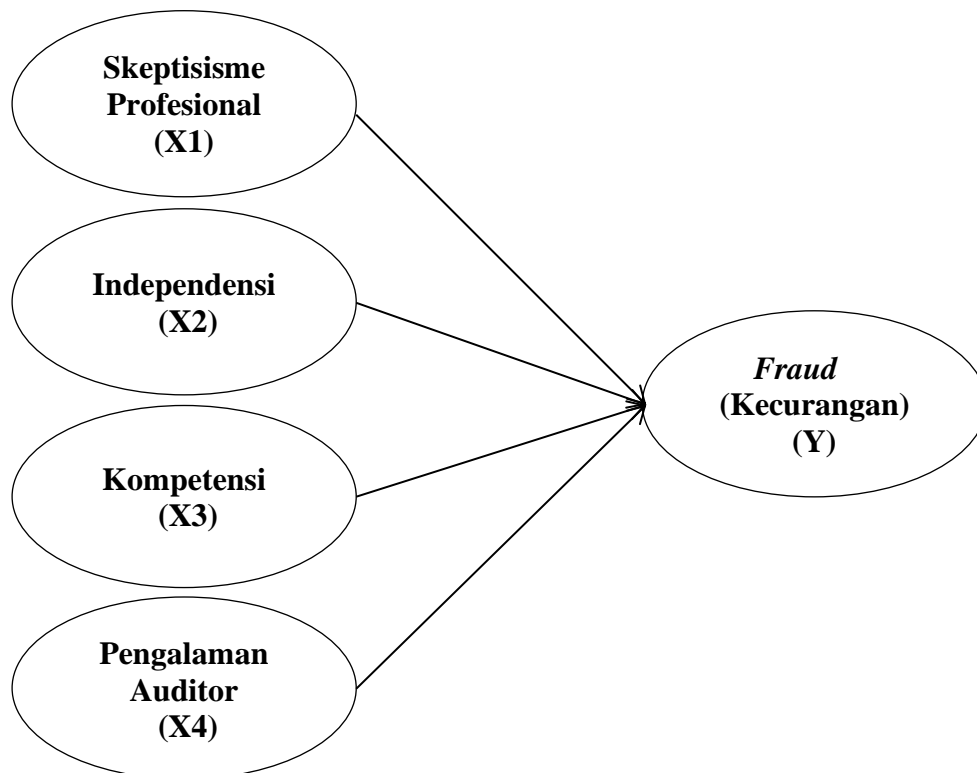 Skeptisisme
Profesional
(X1)
Independensi
(X2)
Kompetensi
(X3)
Pengalaman
Auditor
(X4)
Fraud
(Kecurangan)
(Y)